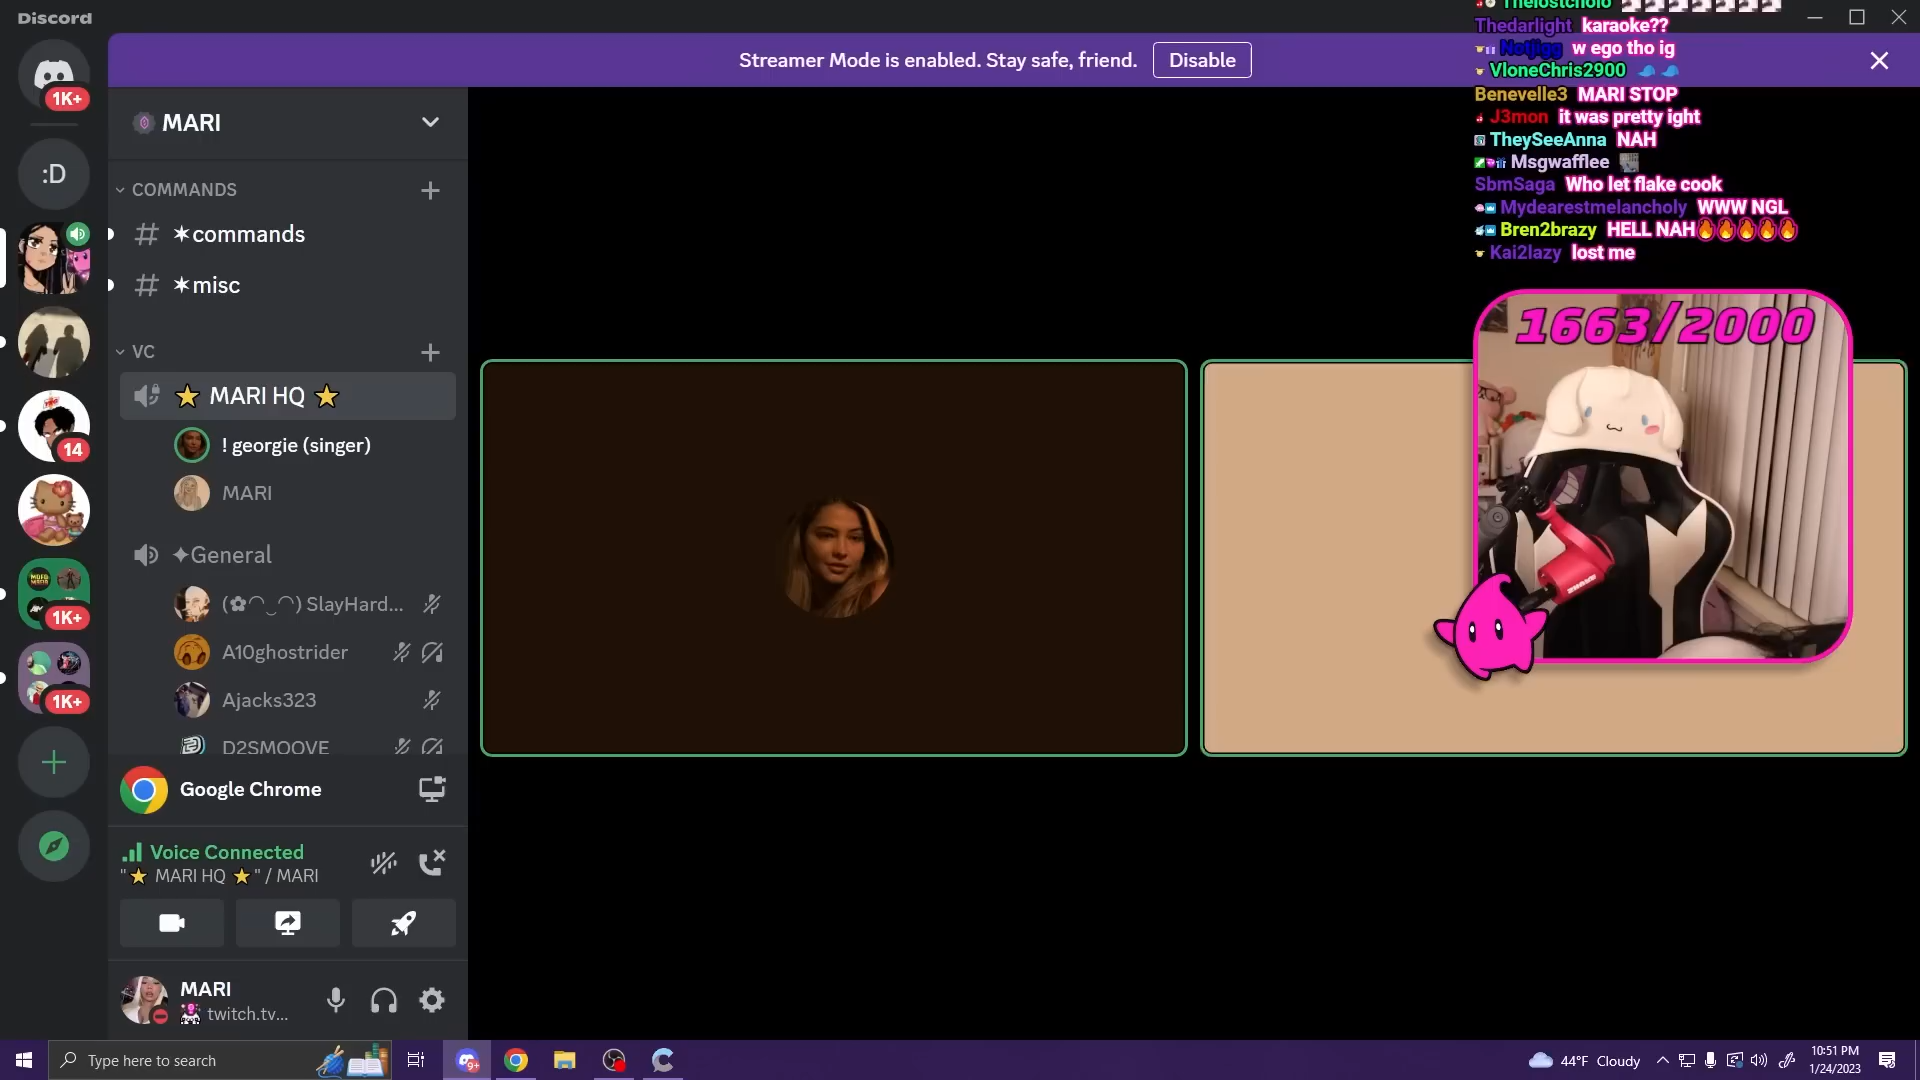 Discord
Thelostcholo
Thedarlight karaoke??
Streamer Mode is enabled. Stay safe, friend.
Disable
Notjigg w ego tho ig
VloneChris2900
Benevelle3 MARI STOP
J3mon it was pretty ight
TheySeeAnna NAH
Msgwafflee
SbmSaga Who let flake cook
Mydearestmelancholy WWW NGL
Bren2brazy HELL NAH🔥🔥🔥🔥🔥
Kai2lazy lost me
1663/2000
1K+
:D
14
1K+
1K+
MARI
COMMANDS
# ✶commands
# ✶misc
VC
⭐ MARI HQ ⭐
! georgie (singer)
MARI
✦General
(✿◠‿◠) SlayHard...
A10ghostrider
Ajacks323
D2SMOOVE
Google Chrome
Voice Connected
"⭐ MARI HQ ⭐" / MARI
MARI
twitch.tv...
Type here to search
9+
44°F Cloudy
10:51 PM
1/24/2023